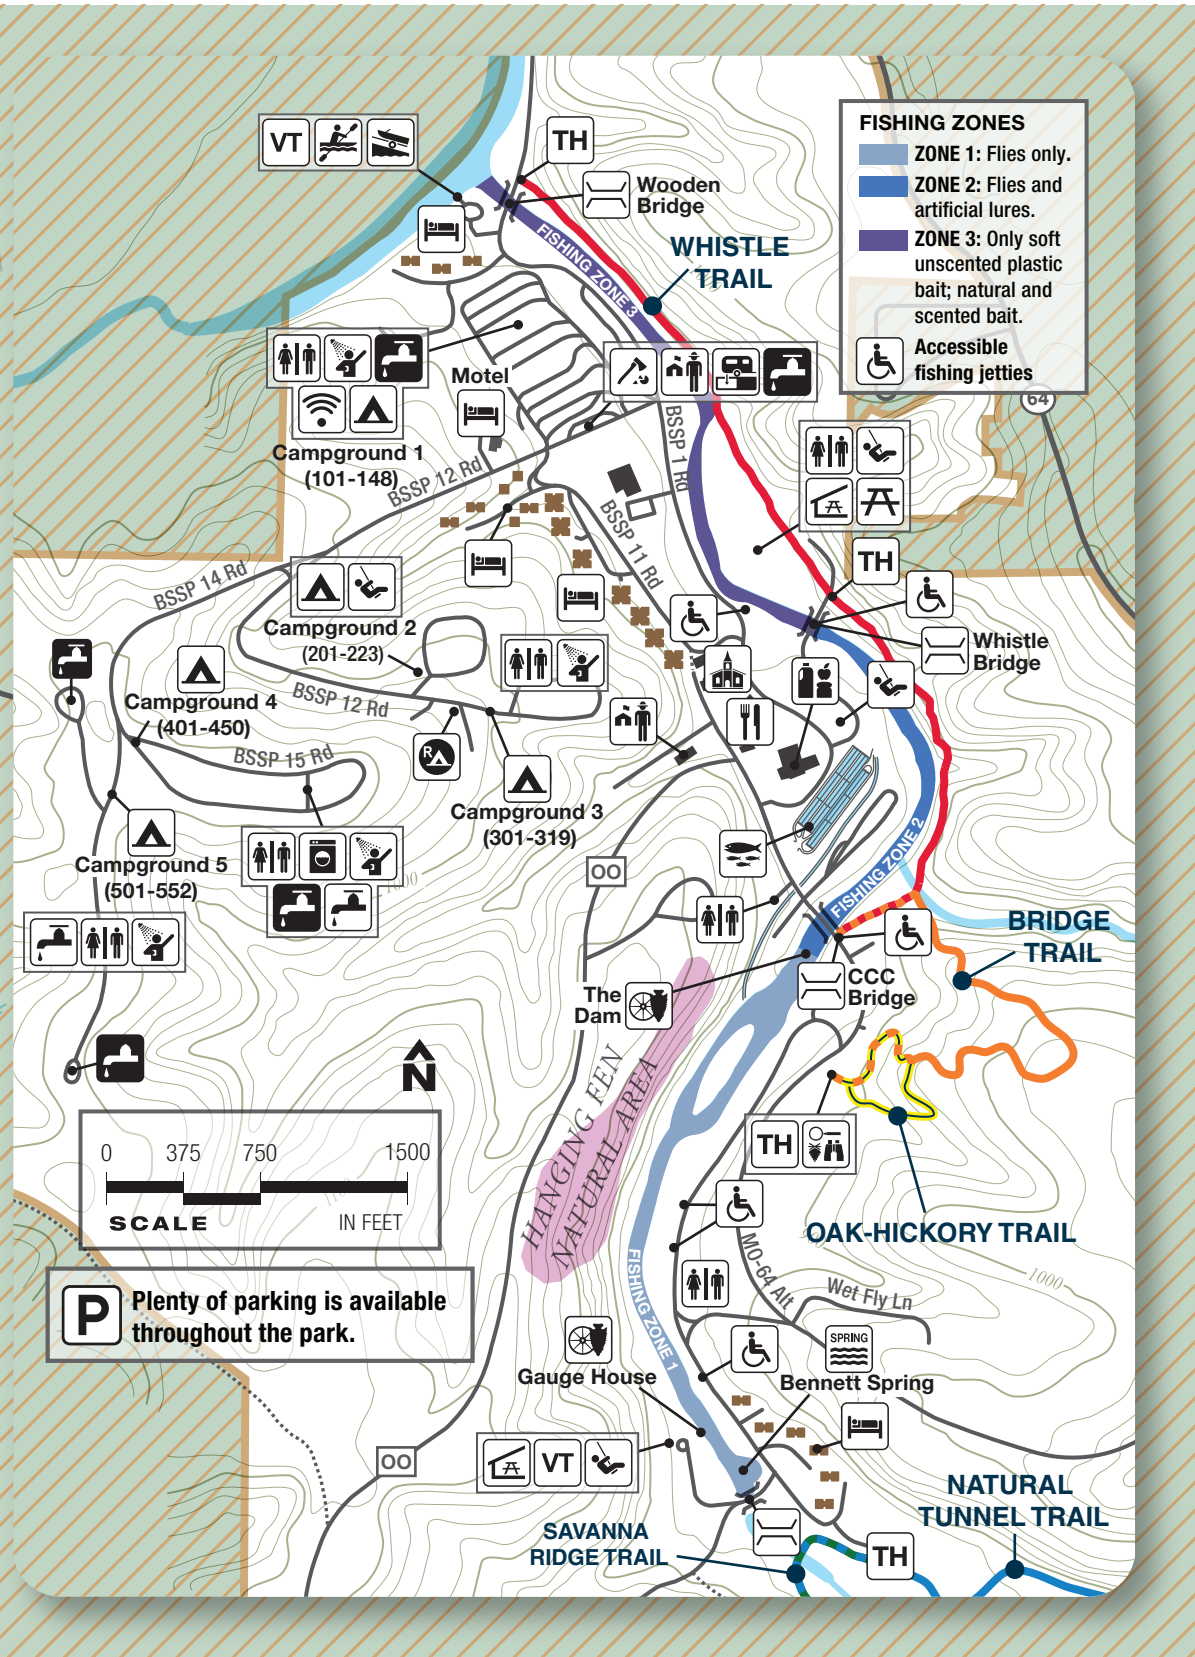 FISHING ZONES
ZONE 1: Flies only.
ZONE 2: Flies and
artificial lures.
ZONE 3: Only soft
unscented plastic
bait; natural and
scented bait.
Accessible
fishing jetties
VT
TH
Wooden
Bridge
FISHING ZONE 3
WHISTLE
TRAIL
64
Motel
Campground 1
(101-148)
BSSP 12 Rd
BSSP 1 Rd
BSSP 11 Rd
BSSP 14 Rd
TH
Campground 2
(201-223)
Whistle
Bridge
Campground 4
(401-450)
BSSP 12 Rd
BSSP 15 Rd
R
Campground 3
(301-319)
Campground 5
(501-552)
OO
1000
FISHING ZONE 2
BRIDGE
TRAIL
The
Dam
CCC
Bridge
N
HANGING FEN
NATURAL AREA
TH
0 375 750 1500
SCALE IN FEET
OAK-HICKORY TRAIL
MO-64 Alt
Wet Fly Ln
1000
FISHING ZONE 1
P
Plenty of parking is available
throughout the park.
SPRING
Gauge House
Bennett Spring
VT
OO
NATURAL
TUNNEL TRAIL
SAVANNA
RIDGE TRAIL
TH